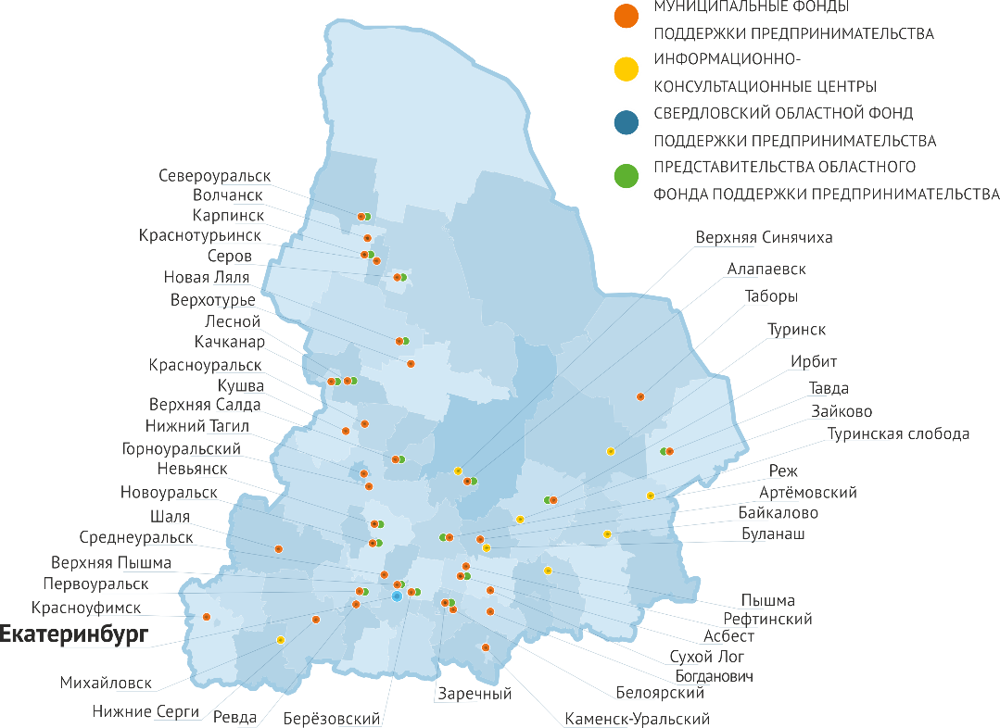 МУНИЦИПАЛЬНЫЕ ФОНДЫ
ПОДДЕРЖКИ ПРЕДПРИНИМАТЕЛЬСТВА
ИНФОРМАЦИОННО-
КОНСУЛЬТАЦИОННЫЕ ЦЕНТРЫ
СВЕРДЛОВСКИЙ ОБЛАСТНОЙ ФОНД
ПОДДЕРЖКИ ПРЕДПРИНИМАТЕЛЬСТВА
ПРЕДСТАВИТЕЛЬСТВА ОБЛАСТНОГО
ФОНДА ПОДДЕРЖКИ ПРЕДПРИНИМАТЕЛЬСТВА
Североуральск
Волчанск
Карпинск
Краснотурьинск
Серов
Новая Ляля
Верхотурье
Лесной
Качканар
Красноуральск
Кушва
Верхняя Салда
Нижний Тагил
Горноуральский
Невьянск
Новоуральск
Шаля
Среднеуральск
Верхняя Пышма
Первоуральск
Красноуфимск
Екатеринбург
Михайловск
Нижние Серги
Ревда
Берёзовский
Заречный
Каменск-Уральский
Белоярский
Богданович
Сухой Лог
Асбест
Рефтинский
Пышма
Буланаш
Байкалово
Артёмовский
Реж
Туринская слобода
Зайково
Тавда
Ирбит
Туринск
Таборы
Алапаевск
Верхняя Синячиха